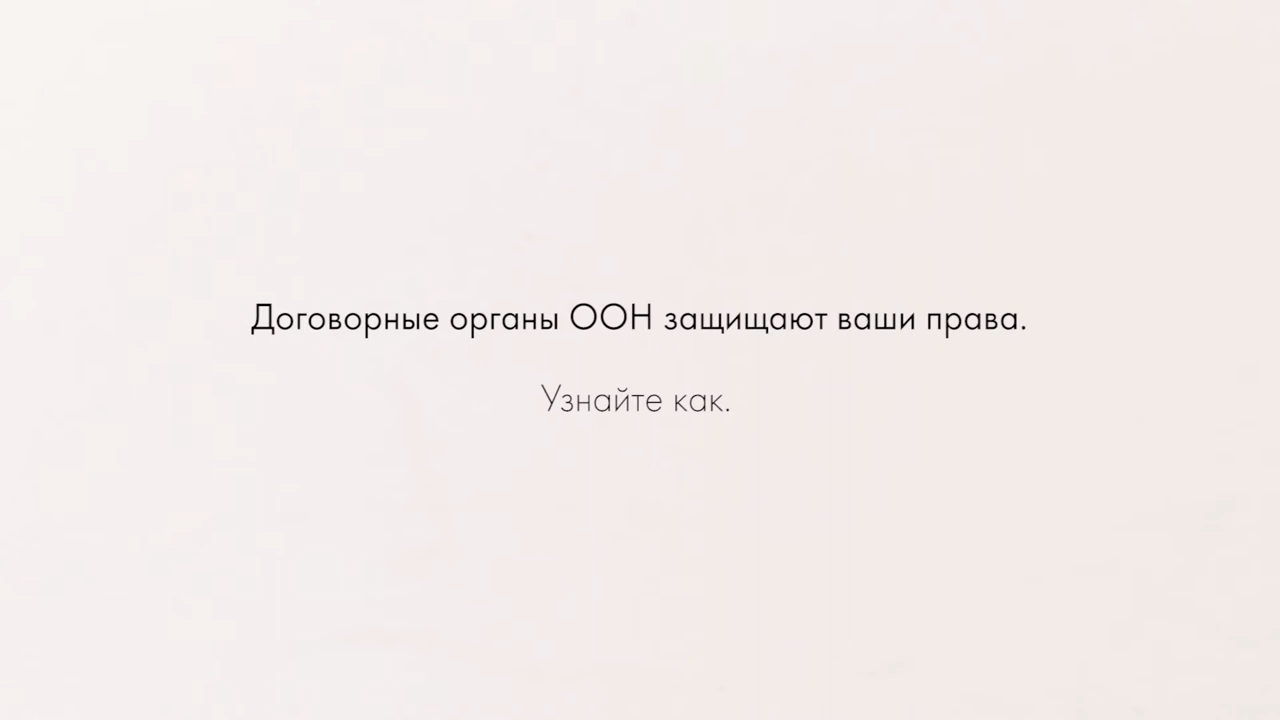 Договорные органы ООН защищают ваши права.
Узнайте как.